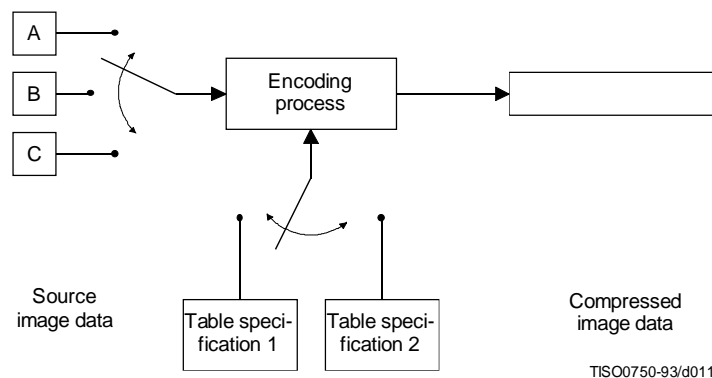 A
B
C
Encoding
process
Source
image data
Table speci-
fication 1
Table speci-
fication 2
Compressed
image data
TISO0750-93/d011